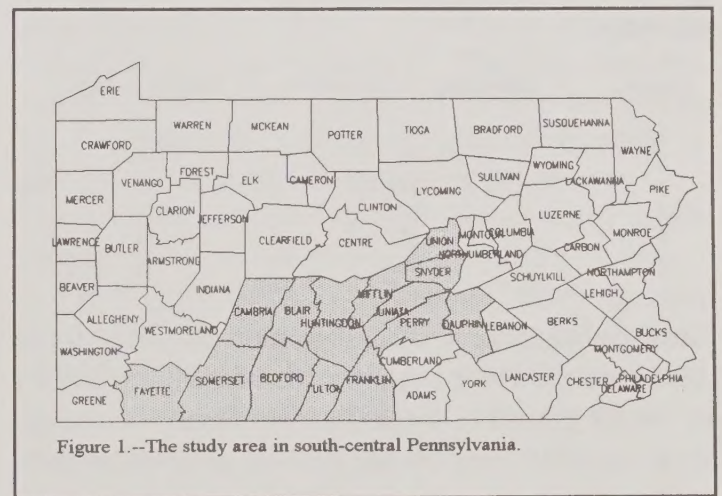 ERIE
WARREN MCKEAN POTTER TIOGA BRADFORD SUSQUEHANNA
CRAWFORD WAYNE
VENANGO FOREST ELK CAMERON LYCOMING SULLIVAN WYOMING LACKAWANNA PIKE
MERCER CLARION CLINTON
JEFFERSON LUZERNE
LAWRENCE BUTLER CLEARFIELD CENTRE UNION MONTOUR COLUMBIA MONROE
ARMSTRONG NORTHUMBERLAND CARBON
BEAVER INDIANA SNYDER SCHUYLKILL NORTHAMPTON
MIFFLIN LEHIGH
ALLEGHENY WESTMORELAND CAMBRIA BLAIR HUNTINGDON JUNIATA PERRY DAUPHIN LEBANON BERKS BUCKS
WASHINGTON CUMBERLAND MONTGOMERY
FAYETTE SOMERSET BEDFORD FULTON FRANKLIN LANCASTER CHESTER PHILADELPHIA
GREENE ADAMS YORK DELAWARE
Figure 1.--The study area in south-central Pennsylvania.